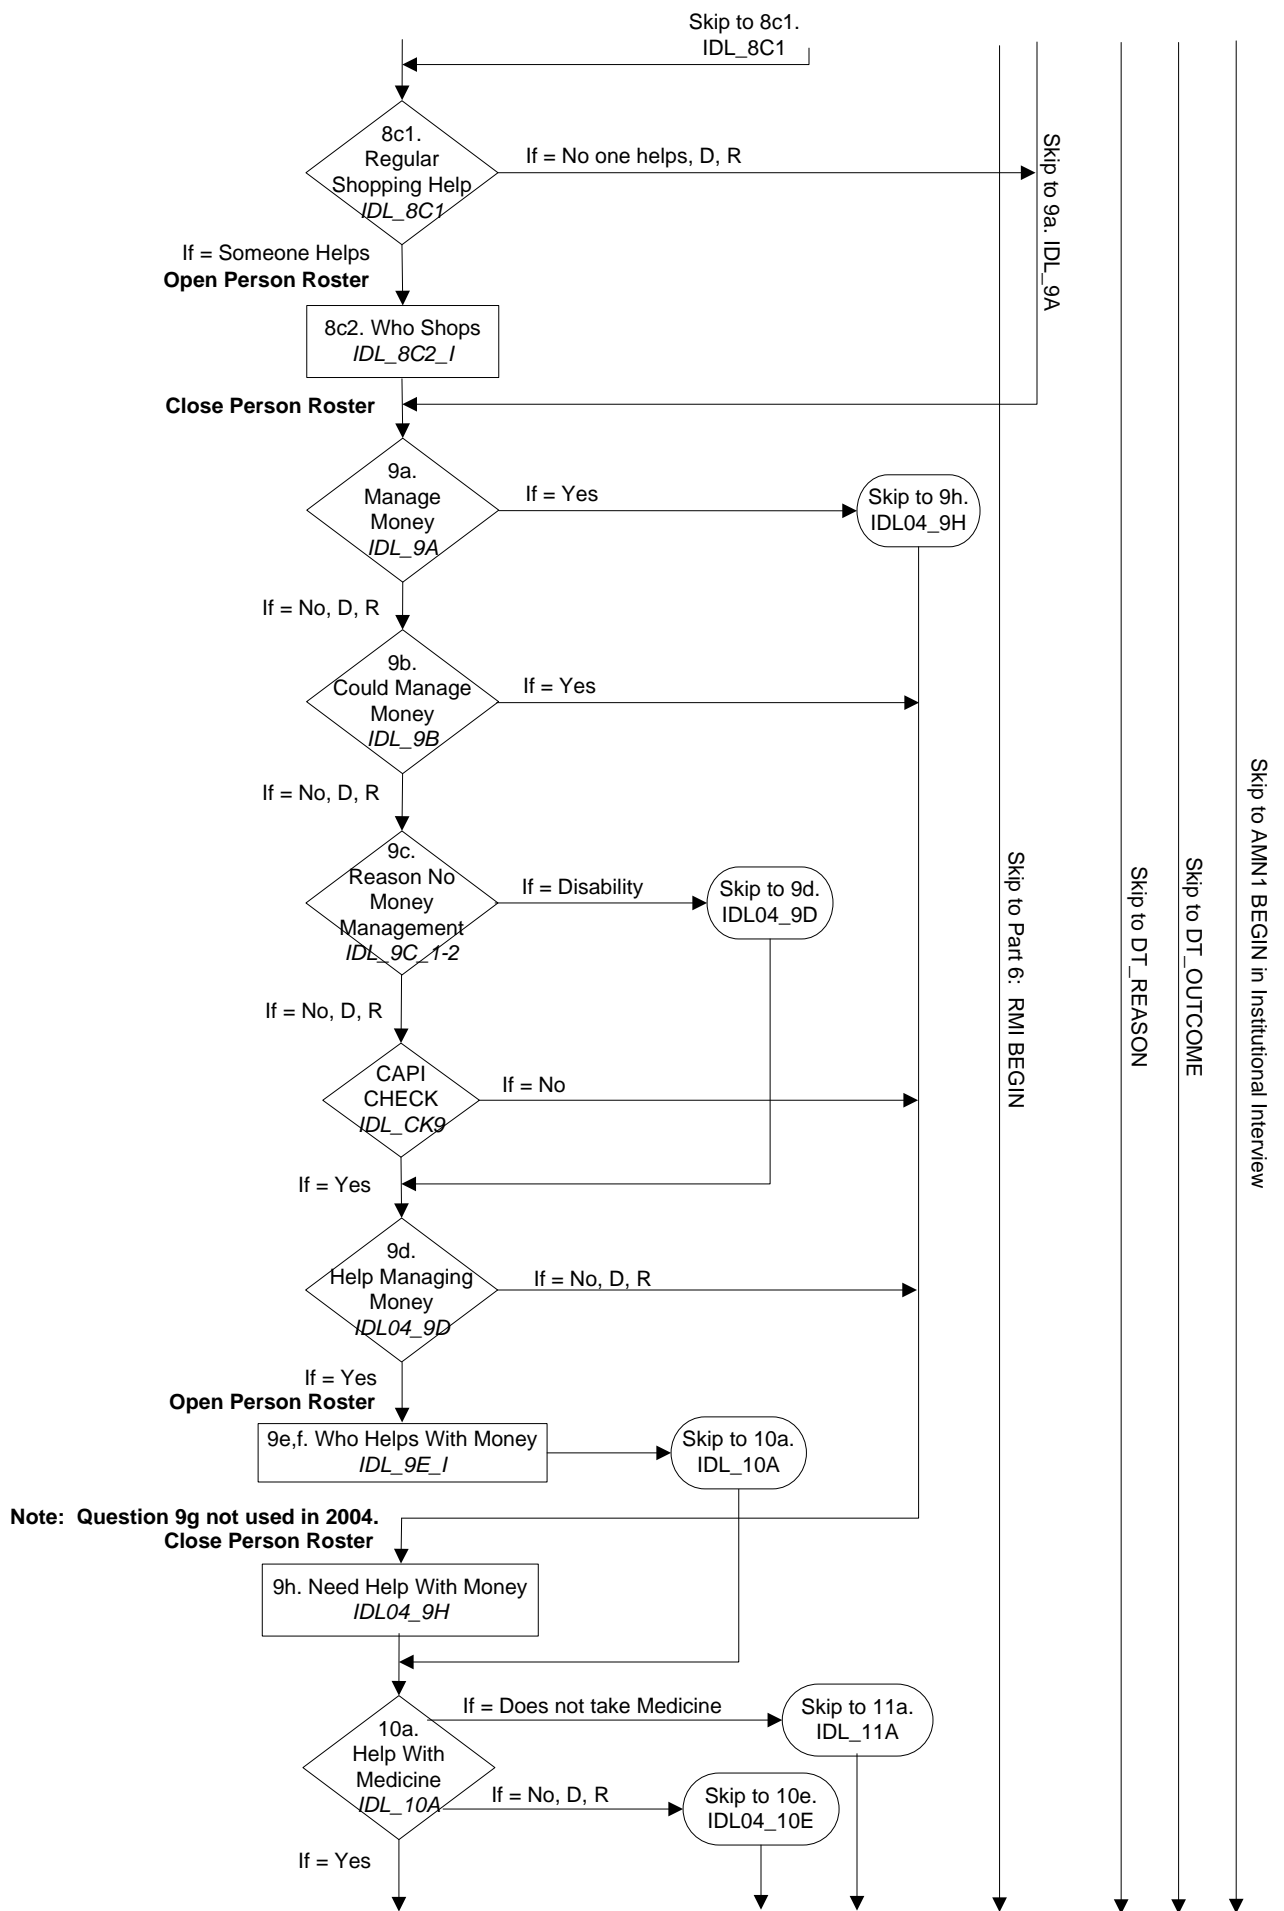 Skip to 8c1.
IDL_8C1
8c1.
Regular
Shopping Help
IDL_8C1
If = No one helps, D, R
Skip to 9a. IDL_9A
If = Someone Helps
Open Person Roster
8c2. Who Shops
IDL_8C2_I
Close Person Roster
9a.
Manage
Money
IDL_9A
If = Yes
Skip to 9h.
IDL04_9H
If = No, D, R
9b.
Could Manage
Money
IDL_9B
If = Yes
If = No, D, R
9c.
Reason No
Money
Management
IDL_9C_1-2
If = Disability
Skip to 9d.
IDL04_9D
If = No, D, R
CAPI
CHECK
IDL_CK9
If = No
If = Yes
9d.
Help Managing
Money
IDL04_9D
If = No, D, R
If = Yes
Open Person Roster
9e,f. Who Helps With Money
IDL_9E_I
Skip to 10a.
IDL_10A
Note:  Question 9g not used in 2004.
Close Person Roster
9h. Need Help With Money
IDL04_9H
10a.
Help With
Medicine
IDL_10A
If = Does not take Medicine
Skip to 11a.
IDL_11A
If = No, D, R
Skip to 10e.
IDL04_10E
If = Yes
Skip to Part 6:  RMI BEGIN
Skip to DT_REASON
Skip to DT_OUTCOME
Skip to AMN1 BEGIN in Institutional Interview